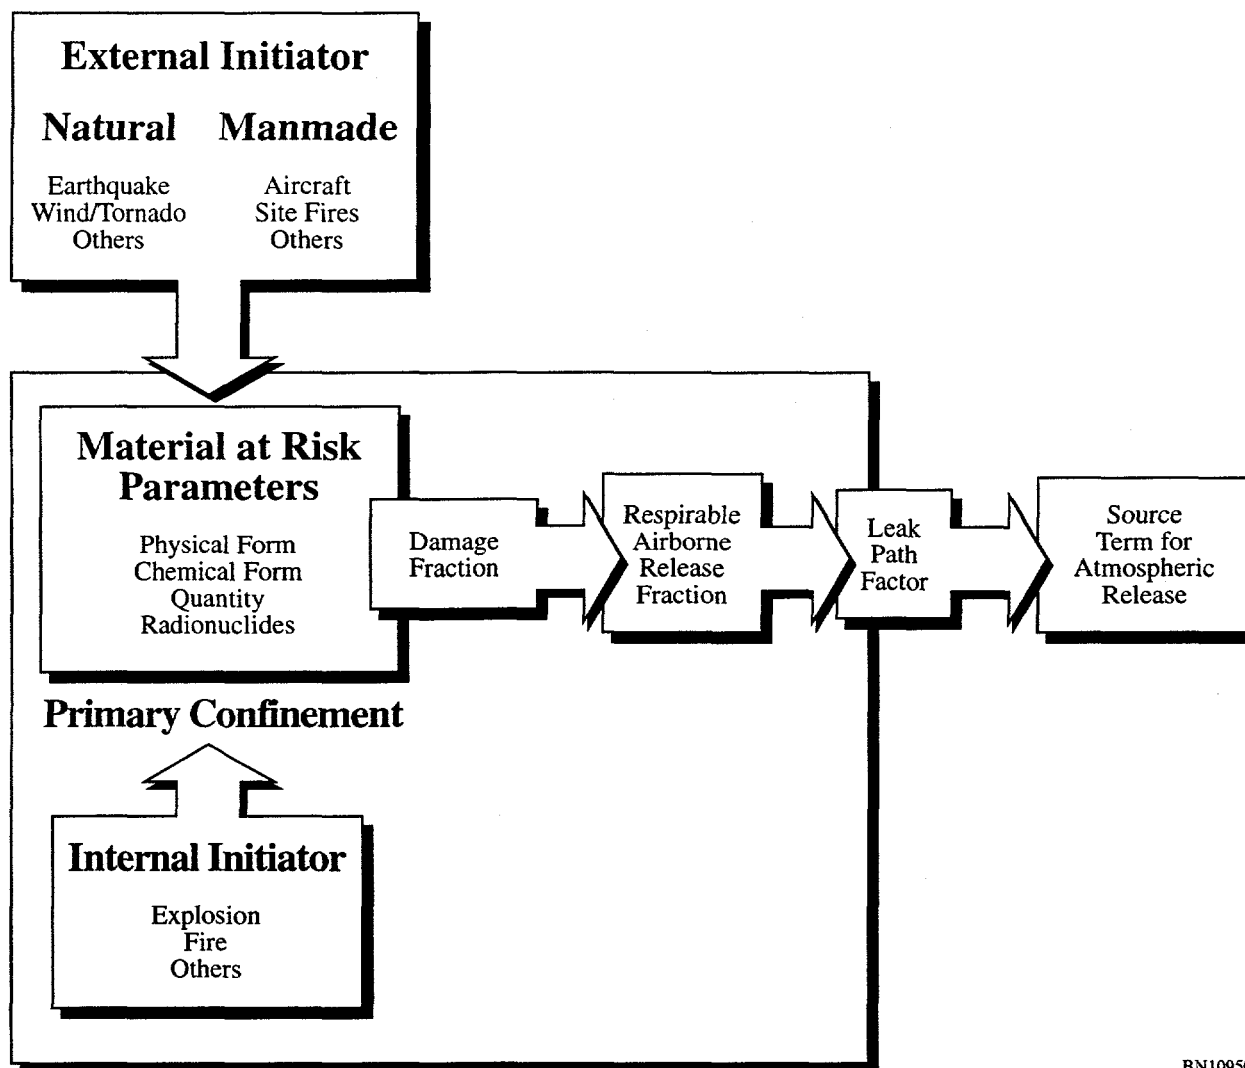 External Initiator
Natural Manmade
Earthquake Aircraft
Wind/Tornado Site Fires
Others Others
Material at Risk
Parameters
Physical Form
Chemical Form
Quantity
Radionuclides
Damage
Fraction
Respirable
Airborne
Release
Fraction
Leak
Path
Factor
Source
Term for
Atmospheric
Release
Primary Confinement
Internal Initiator
Explosion
Fire
Others